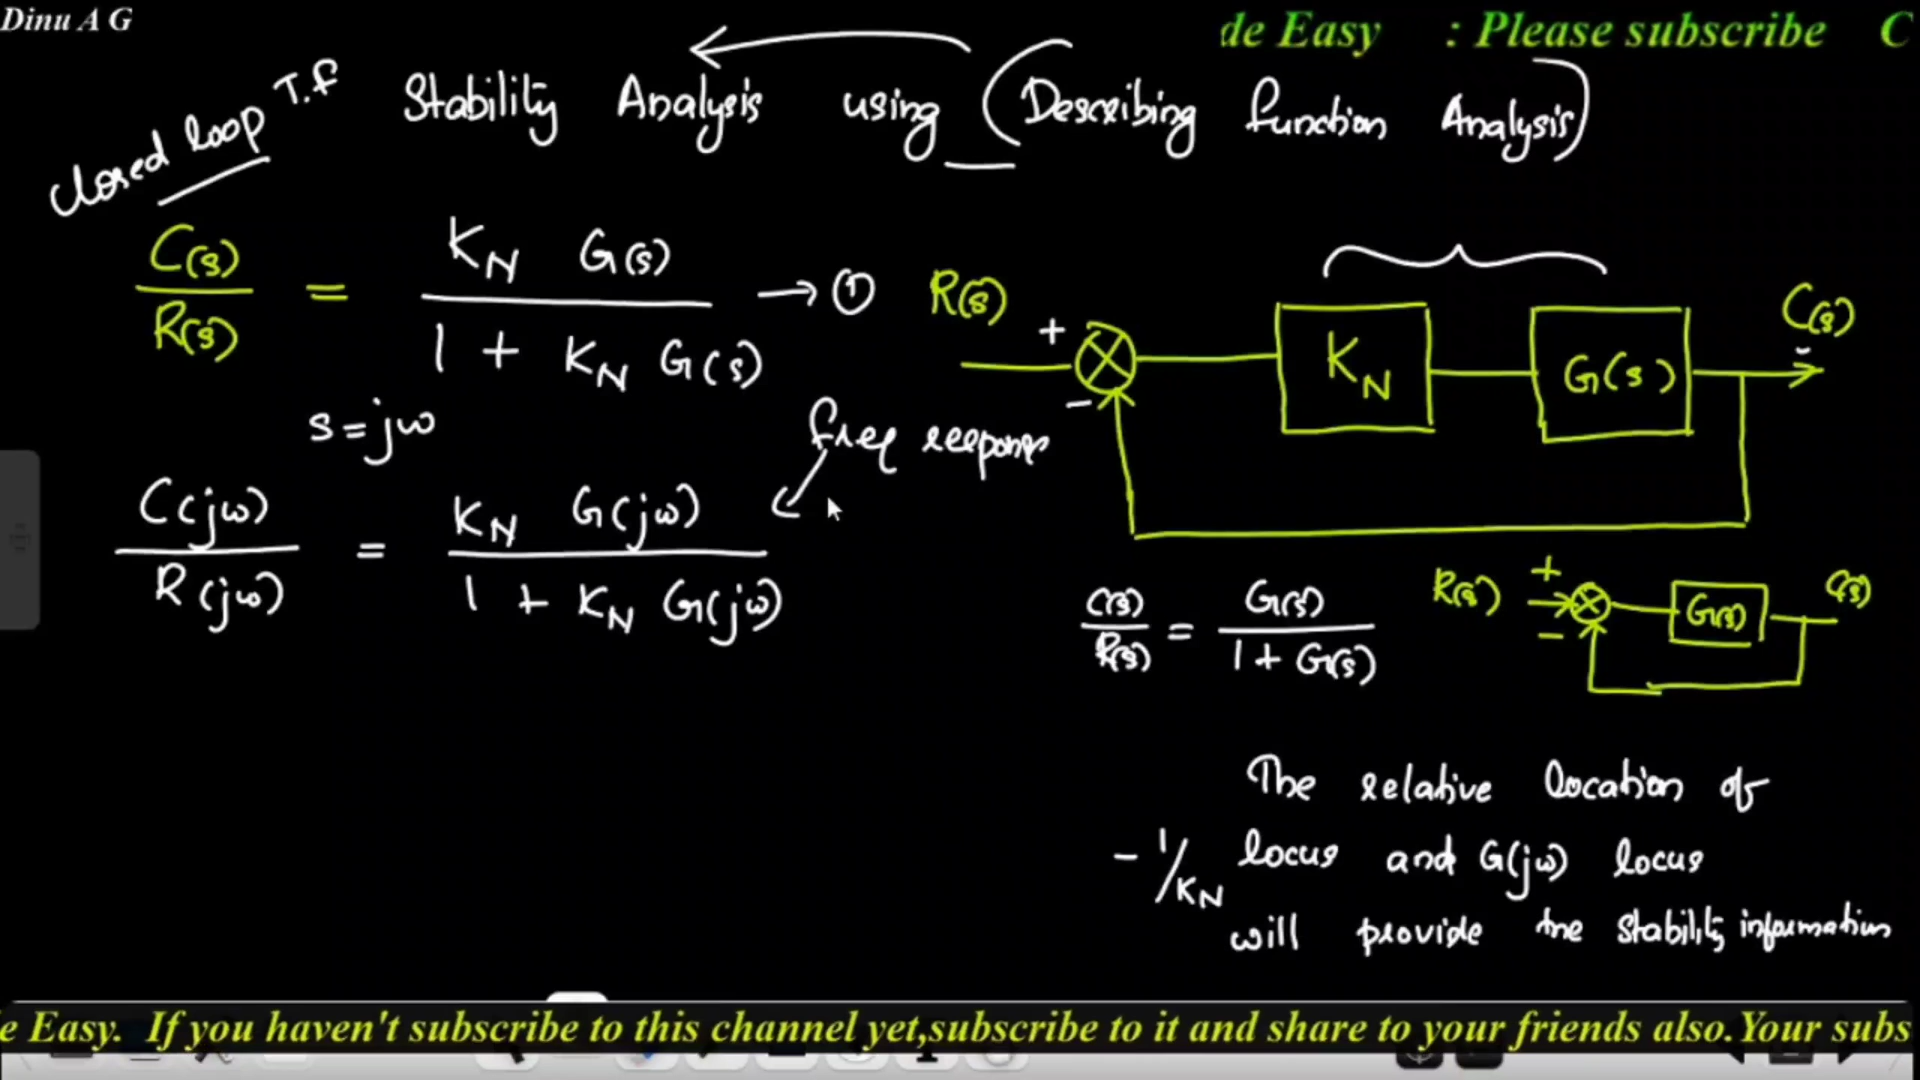 Dinu A G
de Easy : Please subscribe C
closed loop T.f
Stability Analysis using (Describing function Analysis)
C(s)/R(s) = K_N G(s) / 1 + K_N G(s) → ①
s = jω
freq response
C(jω)/R(jω) = K_N G(jω) / 1 + K_N G(jω)
R(s) + - K_N G(s) C(s)
C(s)/R(s) = G(s) / 1 + G(s)
R(s) + - G(s) C(s)
The relative location of
- 1/K_N locus and G(jω) locus
will provide the stability information
e Easy. If you haven't subscribe to this channel yet,subscribe to it and share to your friends also.Your subs